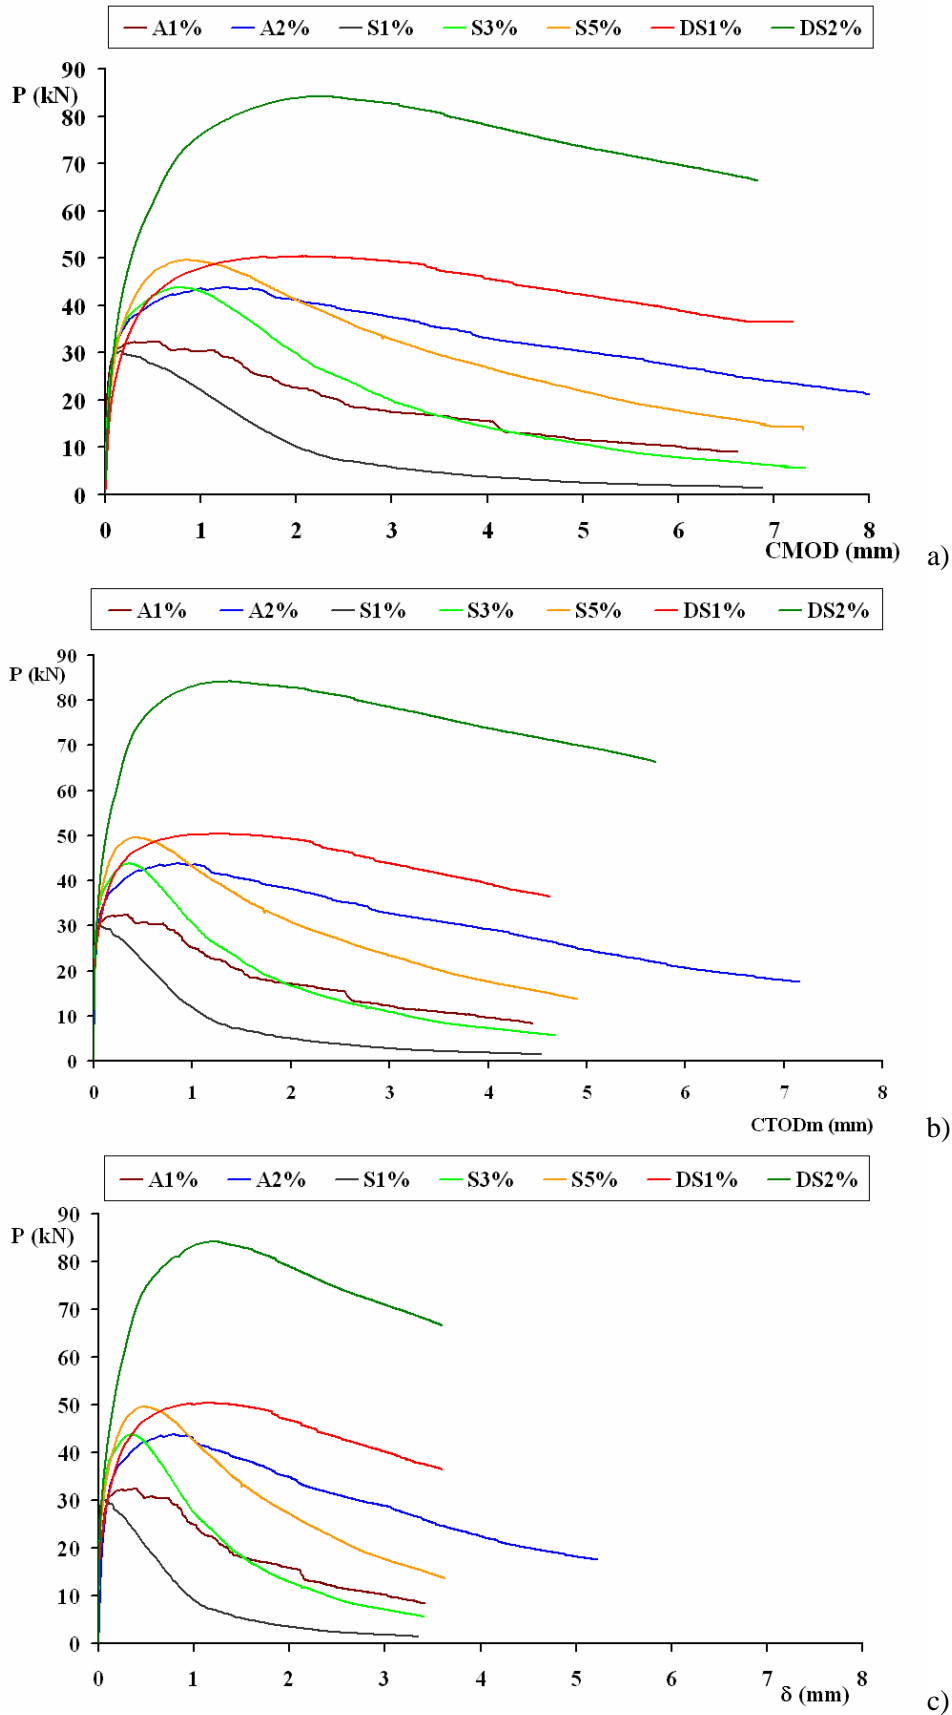 A1% A2% S1% S3% S5% DS1% DS2%
90
P (kN)
80
70
60
50
40
30
20
10
0
0 1 2 3 4 5 6 7 8
CMOD (mm)
a)
A1% A2% S1% S3% S5% DS1% DS2%
90
P (kN)
80
70
60
50
40
30
20
10
0
0 1 2 3 4 5 6 7 8
CTODm (mm)
b)
A1% A2% S1% S3% S5% DS1% DS2%
90
P (kN)
80
70
60
50
40
30
20
10
0
0 1 2 3 4 5 6 7 8
δ (mm)
c)